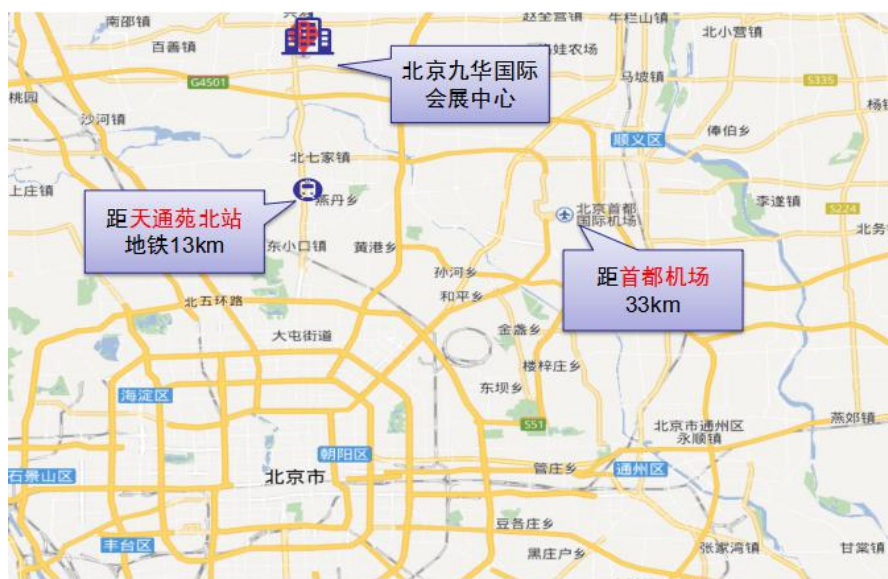 南邵镇
赵全营镇
牛栏山镇
北小营镇
百善镇
马坡镇
G4501
S335
桃园
沙河镇
北京九华国际
会展中心
顺义区
俸伯乡
北七家镇
上庄镇
燕丹乡
李遂镇
S224
距天通苑北站
地铁13km
北京首都
国际机场
东小口镇
黄港乡
孙河乡
距首都机场
33km
北五环路
和平乡
大屯街道
金盏乡
楼梓庄乡
东坝乡
海淀区
S51
燕郊镇
北京市通州区
永顺镇
朝阳区
石景山区
北京市
管庄乡
通州区
豆各庄乡
丰台区
黑庄户乡
张家湾镇
甘棠镇